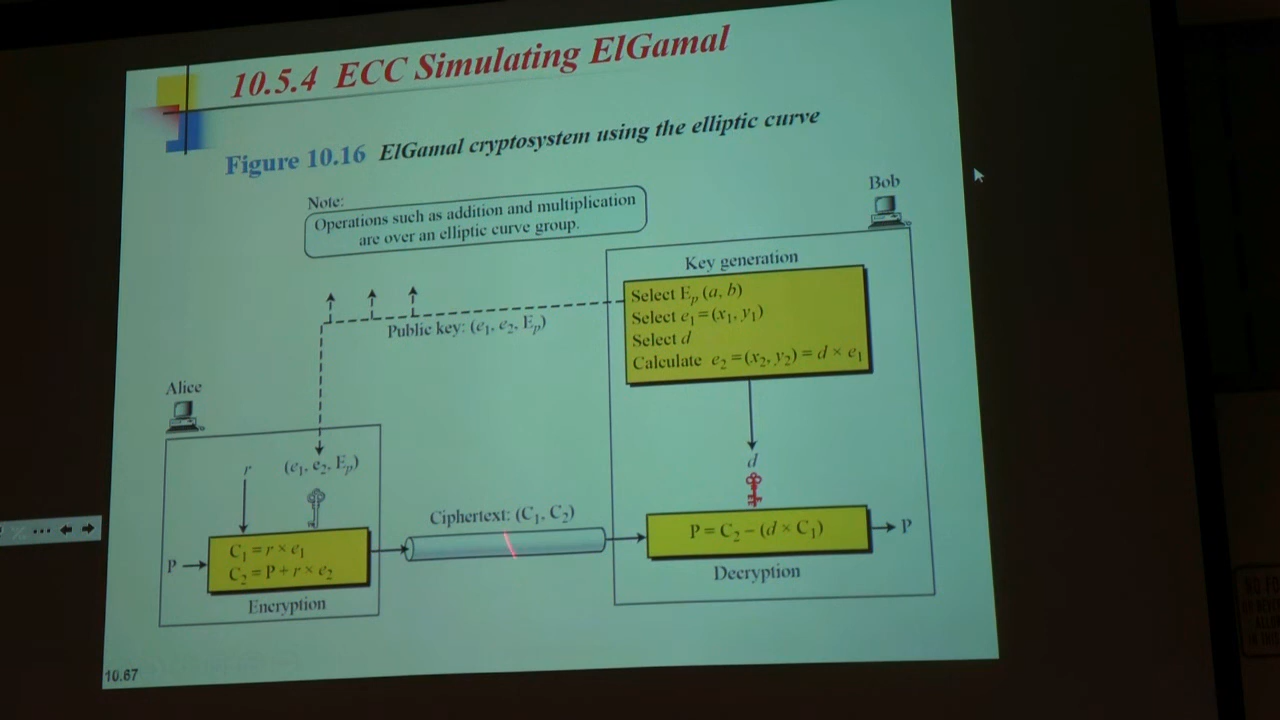 10.5.4 ECC Simulating ElGamal
Figure 10.16 ElGamal cryptosystem using the elliptic curve
Note:
Operations such as addition and multiplication
are over an elliptic curve group.
Bob
Key generation
Select Eₚ (a, b)
Select e₁ = (x₁, y₁)
Select d
Calculate e₂ = (x₂, y₂) = d × e₁
Public key: (e₁, e₂, Eₚ)
Alice
r
(e₁, e₂, Eₚ)
d
Ciphertext: (C₁, C₂)
P
C₁ = r × e₁
C₂ = P + r × e₂
Encryption
P = C₂ – (d × C₁)
P
Decryption
10.67